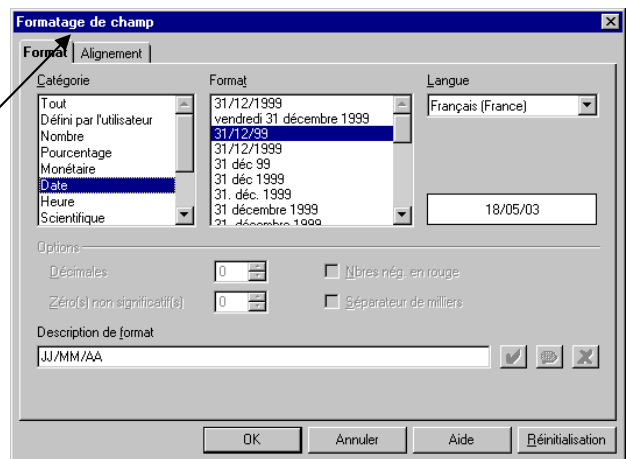 Formatage de champ
Format Alignement
Catégorie Format Langue
Tout
Défini par l'utilisateur
Nombre
Pourcentage
Monétaire
Date
Heure
Scientifique
31/12/1999
vendredi 31 décembre 1999
31/12/99
31/12/1999
31 déc 99
31 déc 1999
31. déc. 1999
31 décembre 1999
31. décembre 1999
Français (France)
18/05/03
Options
Décimales 0 Nbres nég. en rouge
Zéro(s) non significatif(s) 0 Séparateur de milliers
Description de format
JJ/MM/AA
OK Annuler Aide Réinitialisation